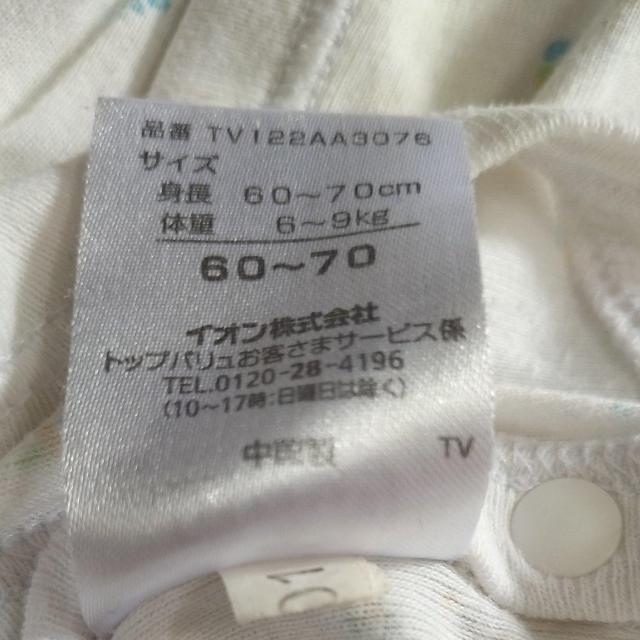 品番 TV122AA3076
サイズ
身長 60～70cm
体重 6～9kg
60～70
イオン株式会社
トップバリュお客さまサービス係
TEL.0120-28-4196
(10～17時:日曜日は除く)
中国製 TV
01